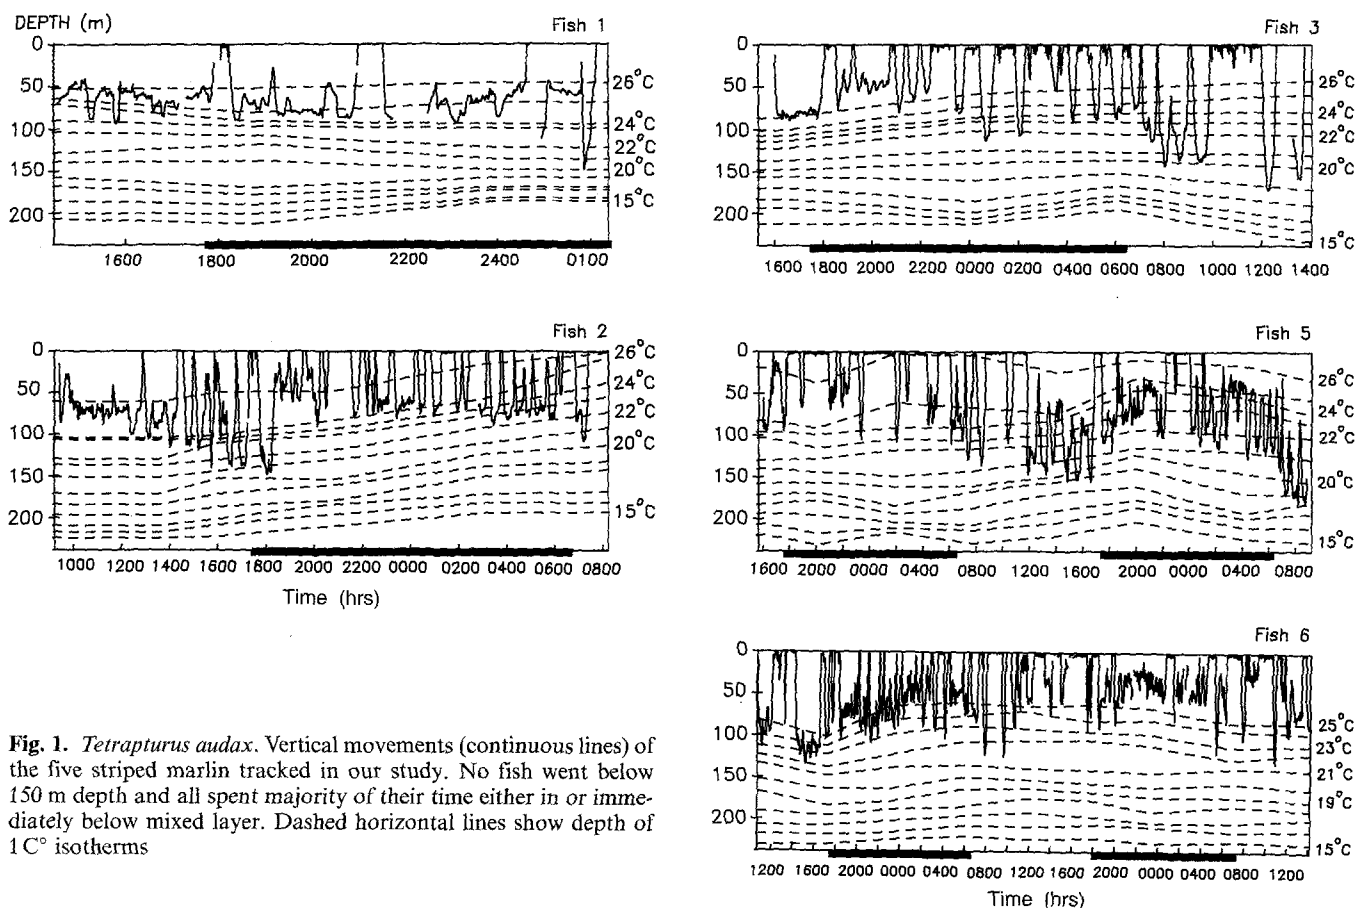 DEPTH (m)
Fish 1
0
50
100
150
200
26°C
24°C
22°C
20°C
15°C
1600 1800 2000 2200 2400 0100
Fish 2
0
50
100
150
200
26°C
24°C
22°C
20°C
15°C
1000 1200 1400 1600 1800 2000 2200 0000 0200 0400 0600 0800
Time (hrs)
Fish 3
0
50
100
150
200
26°C
24°C
22°C
20°C
15°C
1600 1800 2000 2200 0000 0200 0400 0600 0800 1000 1200 1400
Fish 5
0
50
100
150
200
26°C
24°C
22°C
20°C
15°C
1600 2000 0000 0400 0800 1200 1600 2000 0000 0400 0800
Fish 6
0
50
100
150
200
25°C
23°C
21°C
19°C
15°C
1200 1600 2000 0000 0400 0800 1200 1600 2000 0000 0400 0800 1200
Time (hrs)
Fig. 1. Tetrapturus audax. Vertical movements (continuous lines) of
the five striped marlin tracked in our study. No fish went below
150 m depth and all spent majority of their time either in or imme-
diately below mixed layer. Dashed horizontal lines show depth of
1 C° isotherms